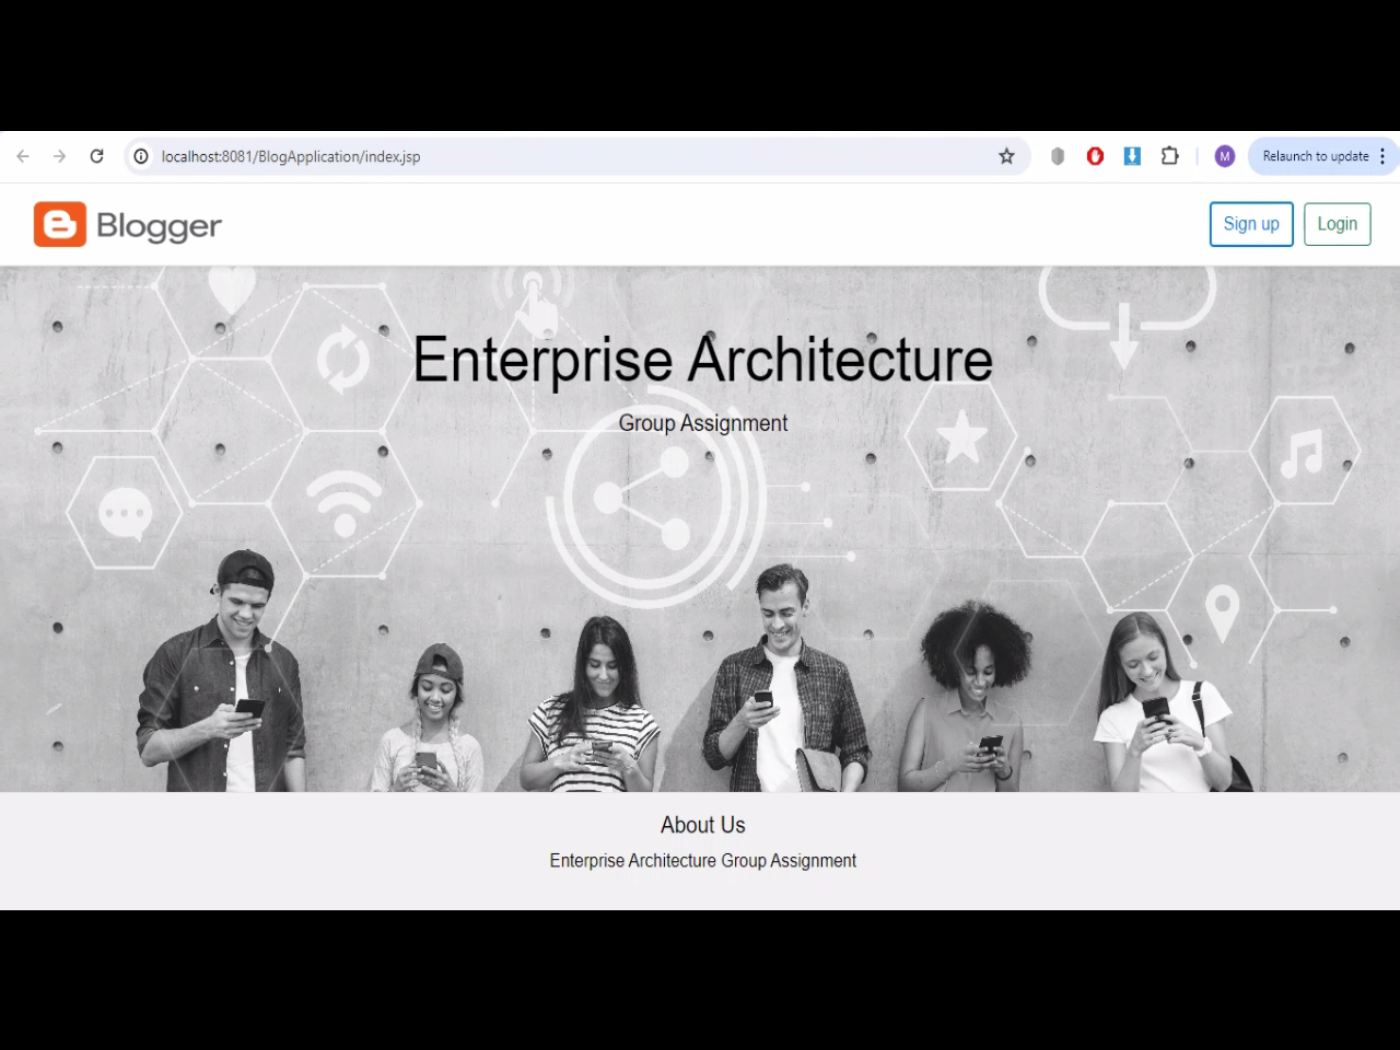 localhost:8081/BlogApplication/index.jsp
M
Relaunch to update
Blogger
Sign up
Login
Enterprise Architecture
Group Assignment
About Us
Enterprise Architecture Group Assignment